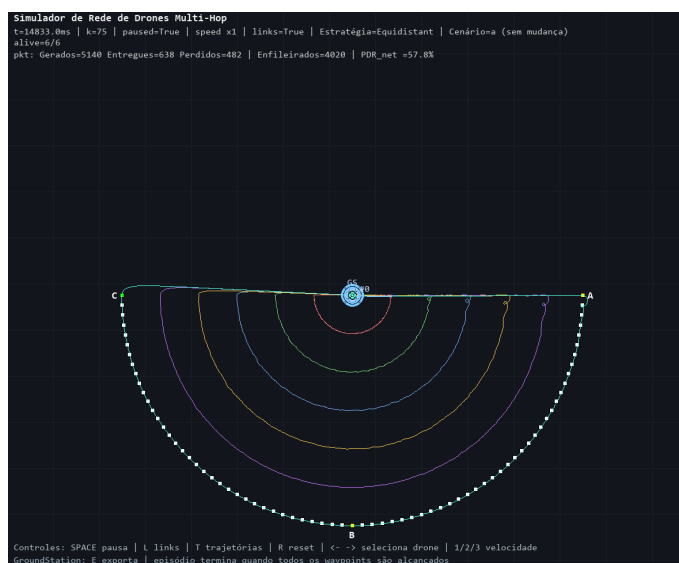 Simulador de Rede de Drones Multi-Hop
t=14833.0ms | k=75 | paused=True | speed x1 | links=True | Estratégia=Equidistant | Cenário=a (sem mudança)
alive=6/6
pkt: Gerados=5140 Entregues=638 Perdidos=482 | Enfileirados=4020 | PDR_net =57.8%
GS
C
A
B
Controles: SPACE pausa | L links | T trajetórias | R reset | <- -> seleciona drone | 1/2/3 velocidade
GroundStation: E exporta | episódio termina quando todos os waypoints são alcançados